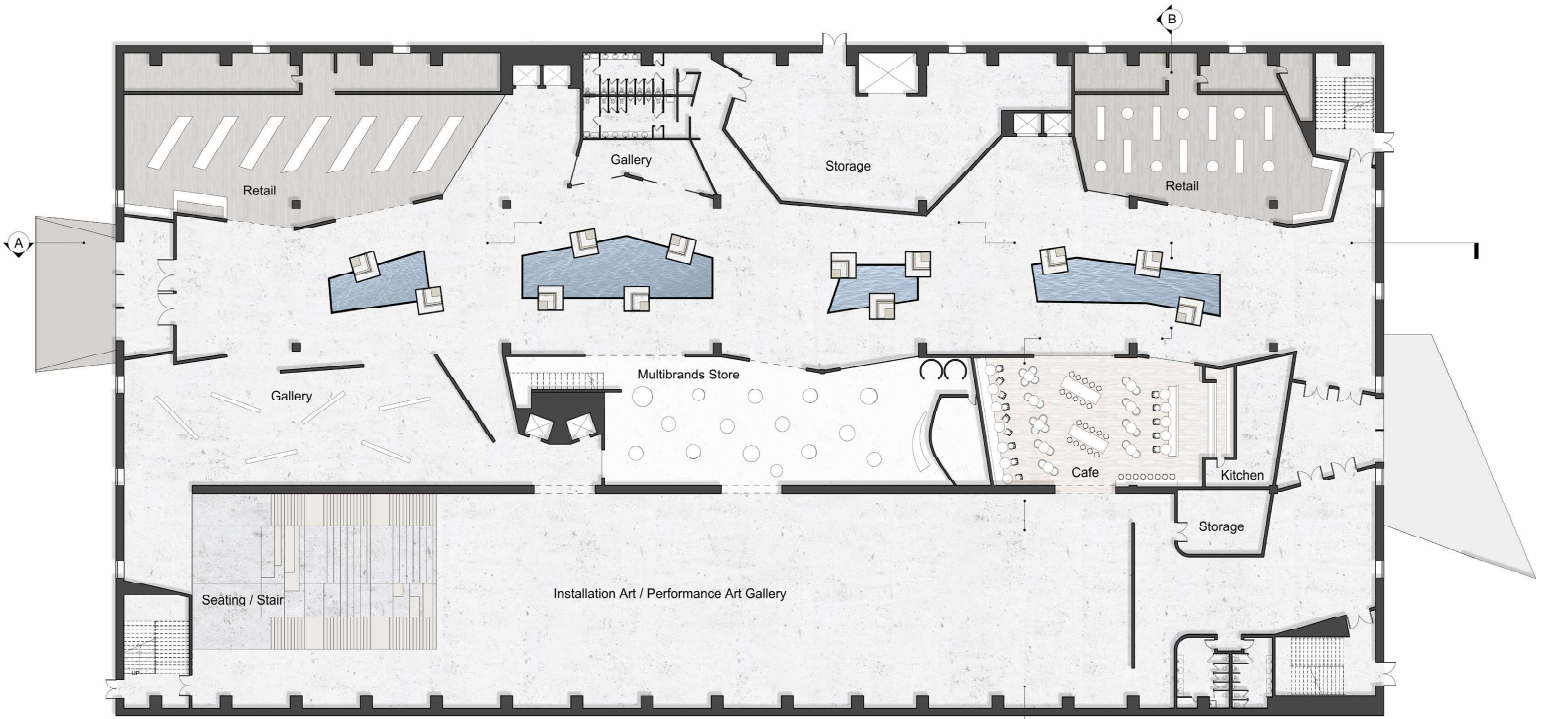 B
Gallery
Storage
Retail
Retail
A
Multibrands Store
Gallery
Cafe
Kitchen
Storage
Installation Art / Performance Art Gallery
Seating / Stair
UP